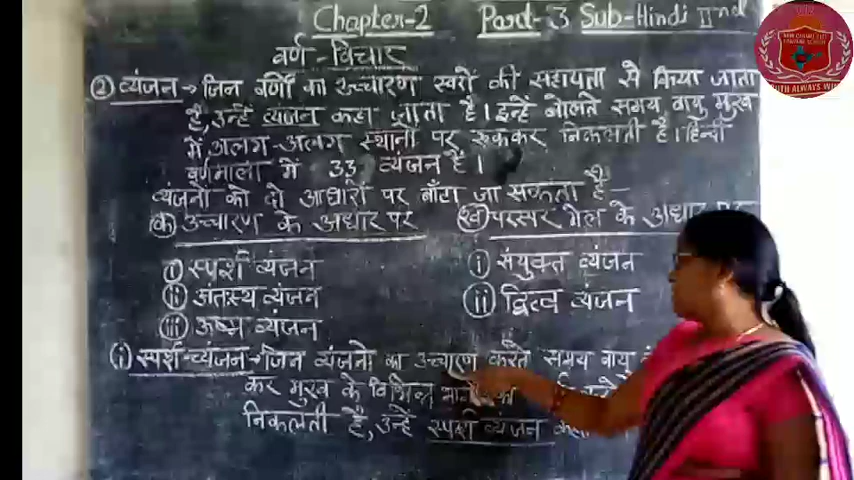 Chapter-2 Part-3 Sub-Hindi IInd
वर्ण-विचार
② व्यंजन → जिन वर्णों का उच्चारण स्वरों की सहायता से किया जाता
है, उन्हें व्यंजन कहा जाता है। इन्हें बोलते समय वायु मुख
में अलग-अलग स्थानों पर रूककर निकलती है। हिन्दी
वर्णमाला में 33 व्यंजन हैं।
व्यंजनों को दो आधारों पर बाँटा जा सकता है—
(क) उच्चारण के आधार पर (ख) परस्पर मेल के आधार
(i) स्पर्श व्यंजन (i) संयुक्त व्यंजन
(ii) अंतस्थ व्यंजन (ii) द्वित्व व्यंजन
(iii) ऊष्म व्यंजन
(i) स्पर्श-व्यंजन → जिन व्यंजनों का उच्चारण करते समय वायु
कर मुख के विभिन्न
निकलती है, उन्हें स्पर्श व्यंजन